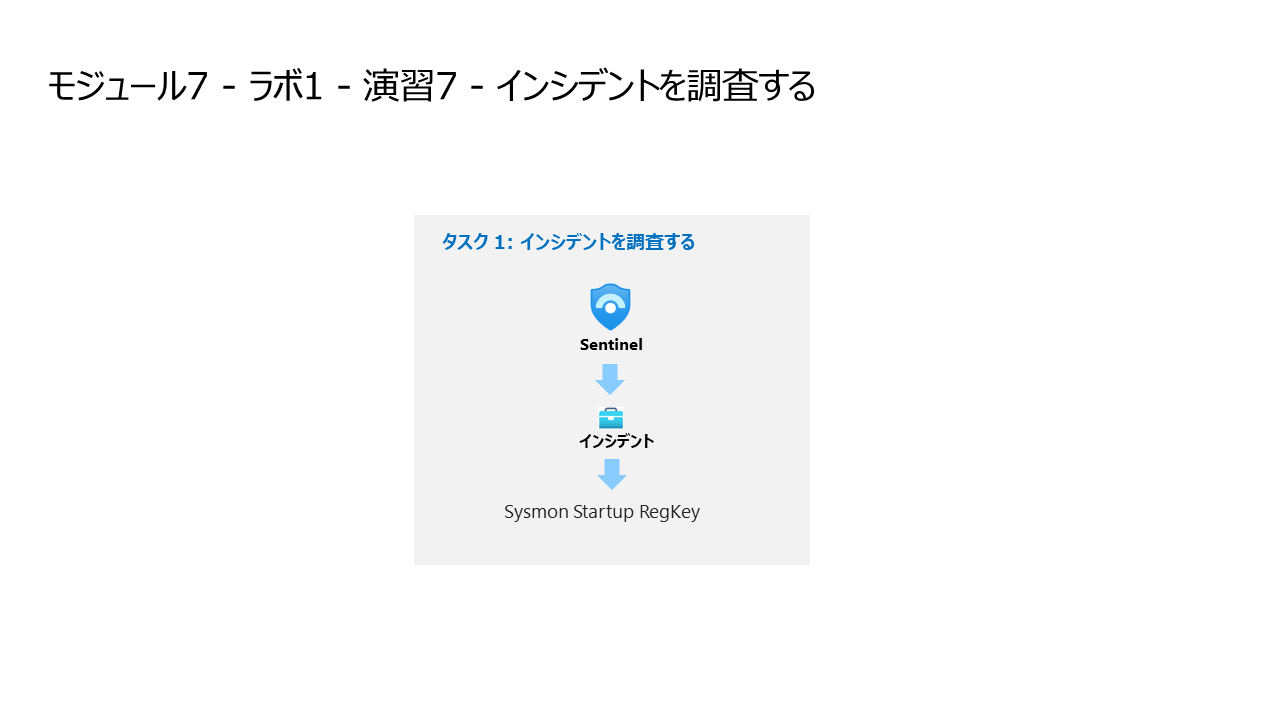 モジュール7 - ラボ1 - 演習7 - インシデントを調査する
タスク 1: インシデントを調査する
Sentinel
インシデント
Sysmon Startup RegKey